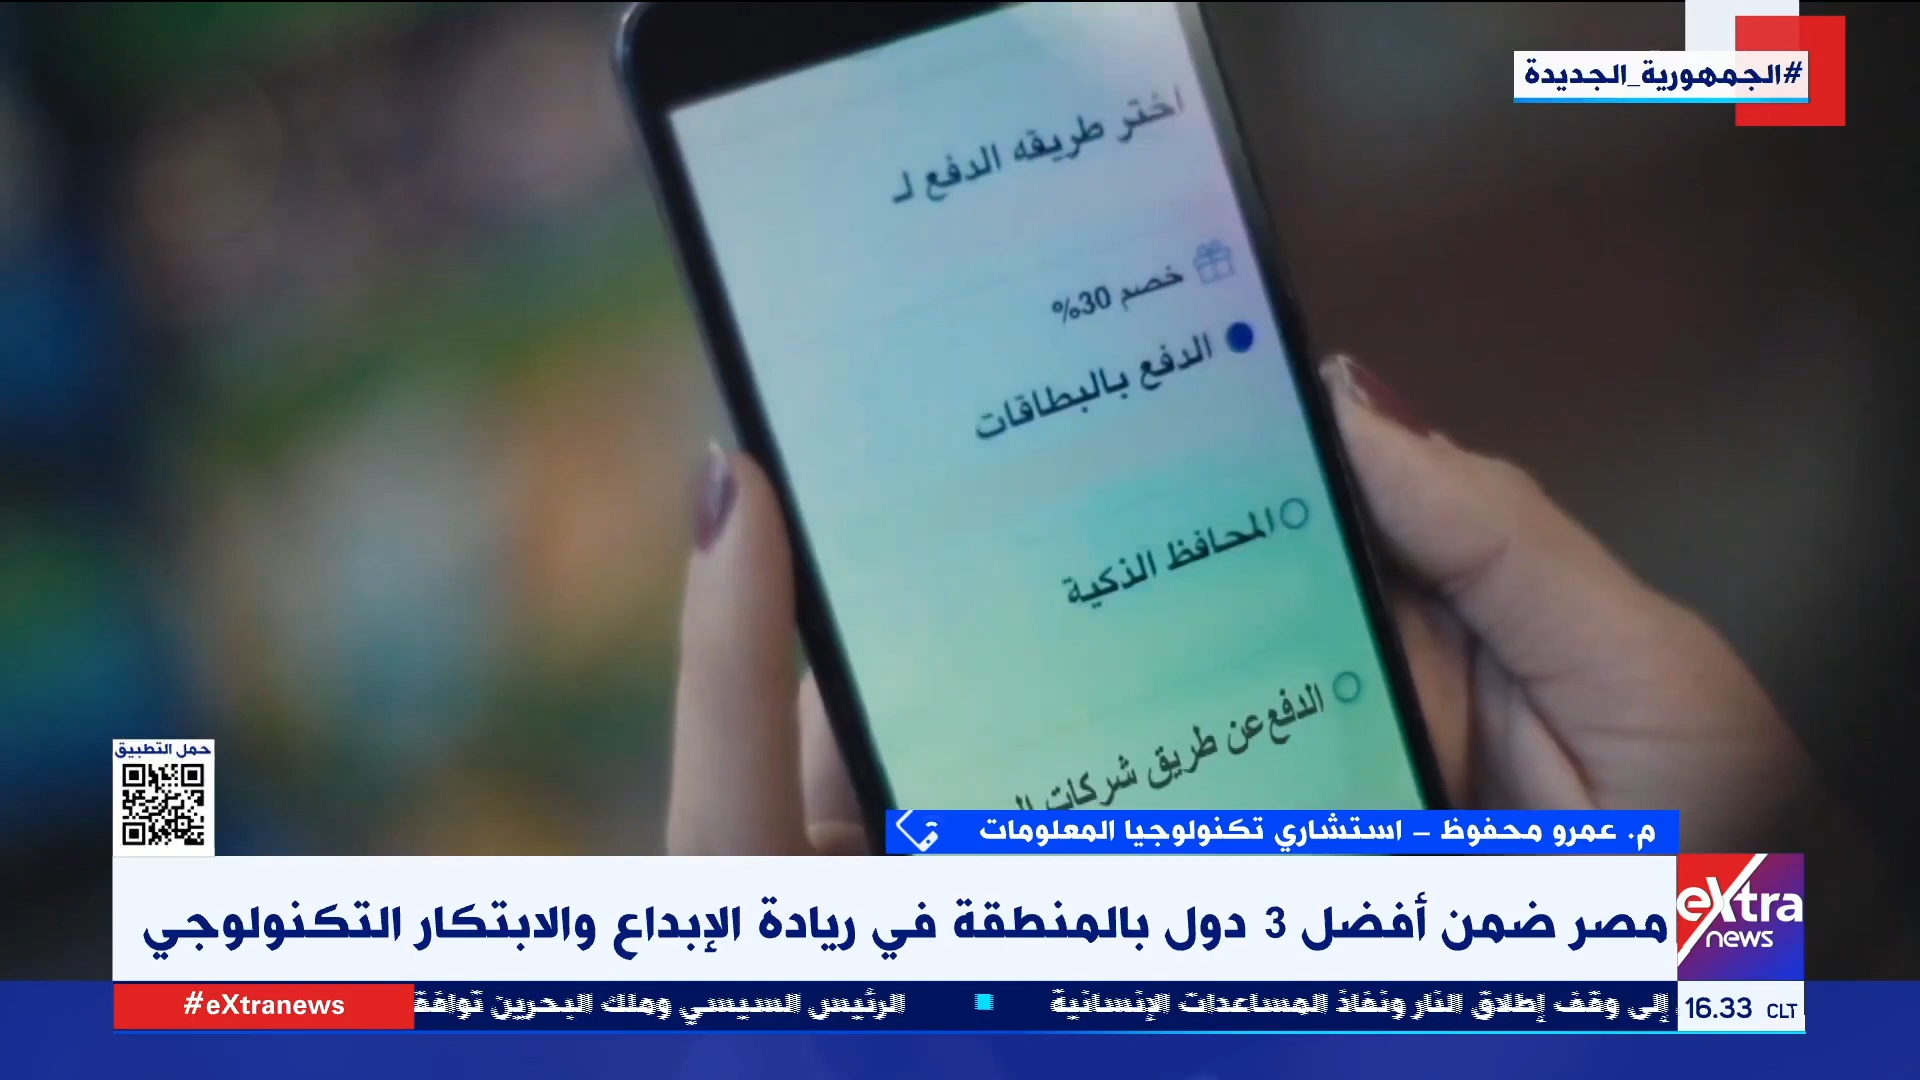 #الجمهورية_الجديدة
اختر طريقه الدفع لـ
خصم 30%
الدفع بالبطاقات
المحافظ الذكية
الدفع عن طريق شركات
حمل التطبيق
م. عمرو محفوظ – استشاري تكنولوجيا المعلومات
مصر ضمن أفضل 3 دول بالمنطقة في ريادة الإبداع والابتكار التكنولوجي
eXtra
news
إلى وقف إطلاق النار ونفاذ المساعدات الإنسانية
الرئيس السيسي وملك البحرين
#eXtranews
16.33 CLT